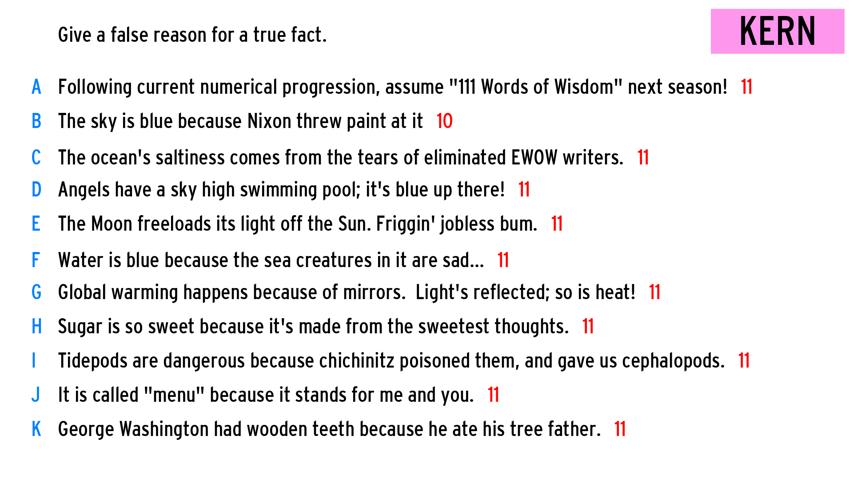 Give a false reason for a true fact.
KERN
A Following current numerical progression, assume "111 Words of Wisdom" next season! 11
B The sky is blue because Nixon threw paint at it 10
C The ocean's saltiness comes from the tears of eliminated EWOW writers. 11
D Angels have a sky high swimming pool; it's blue up there! 11
E The Moon freeloads its light off the Sun. Friggin' jobless bum. 11
F Water is blue because the sea creatures in it are sad... 11
G Global warming happens because of mirrors. Light's reflected; so is heat! 11
H Sugar is so sweet because it's made from the sweetest thoughts. 11
I Tidepods are dangerous because chichinitz poisoned them, and gave us cephalopods. 11
J It is called "menu" because it stands for me and you. 11
K George Washington had wooden teeth because he ate his tree father. 11